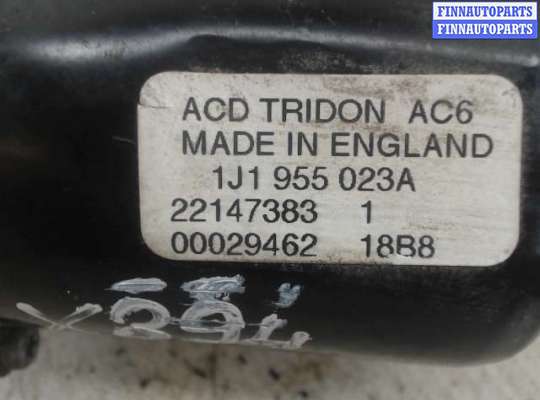 FINNAUTOPARTS
FINNAUTOPARTS
ACD TRIDON AC6
MADE IN ENGLAND
1J1 955 023A
22147383 1
00029462 18B8